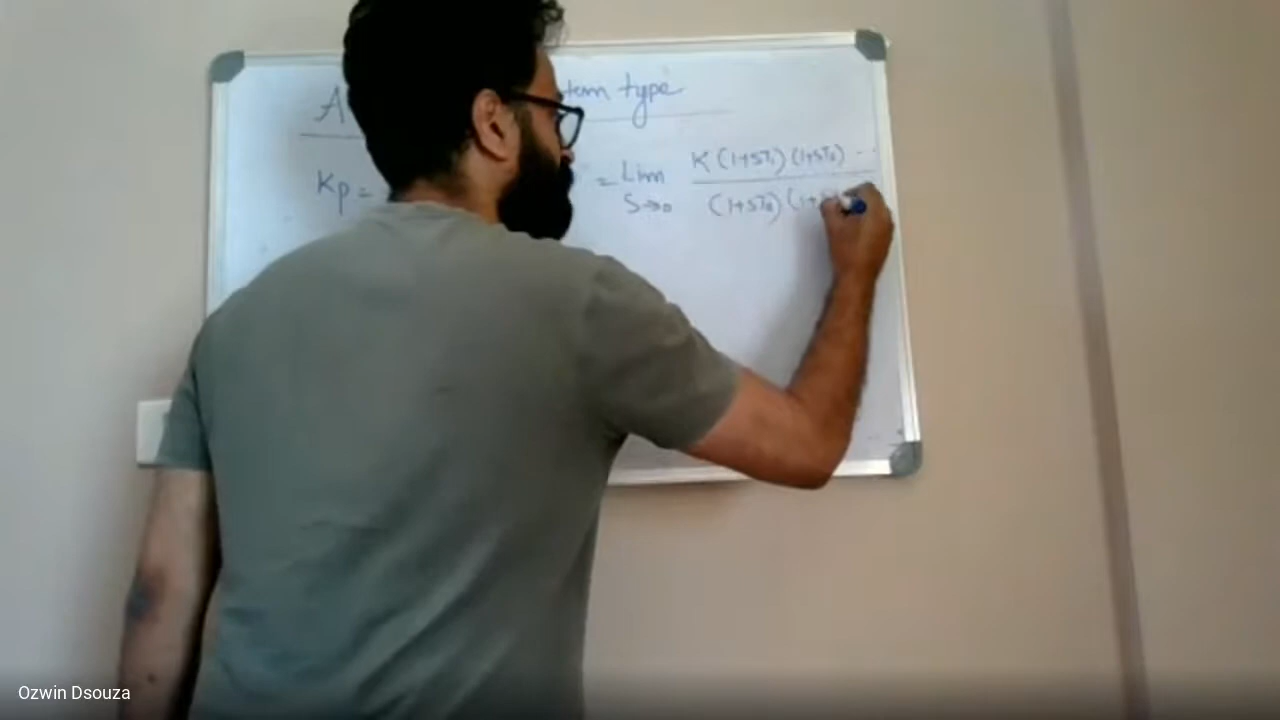 A tem type
Kp = = Lim K (1+ST1) (1+ST2) ...
S→0 (1+STa) (1+
Ozwin Dsouza